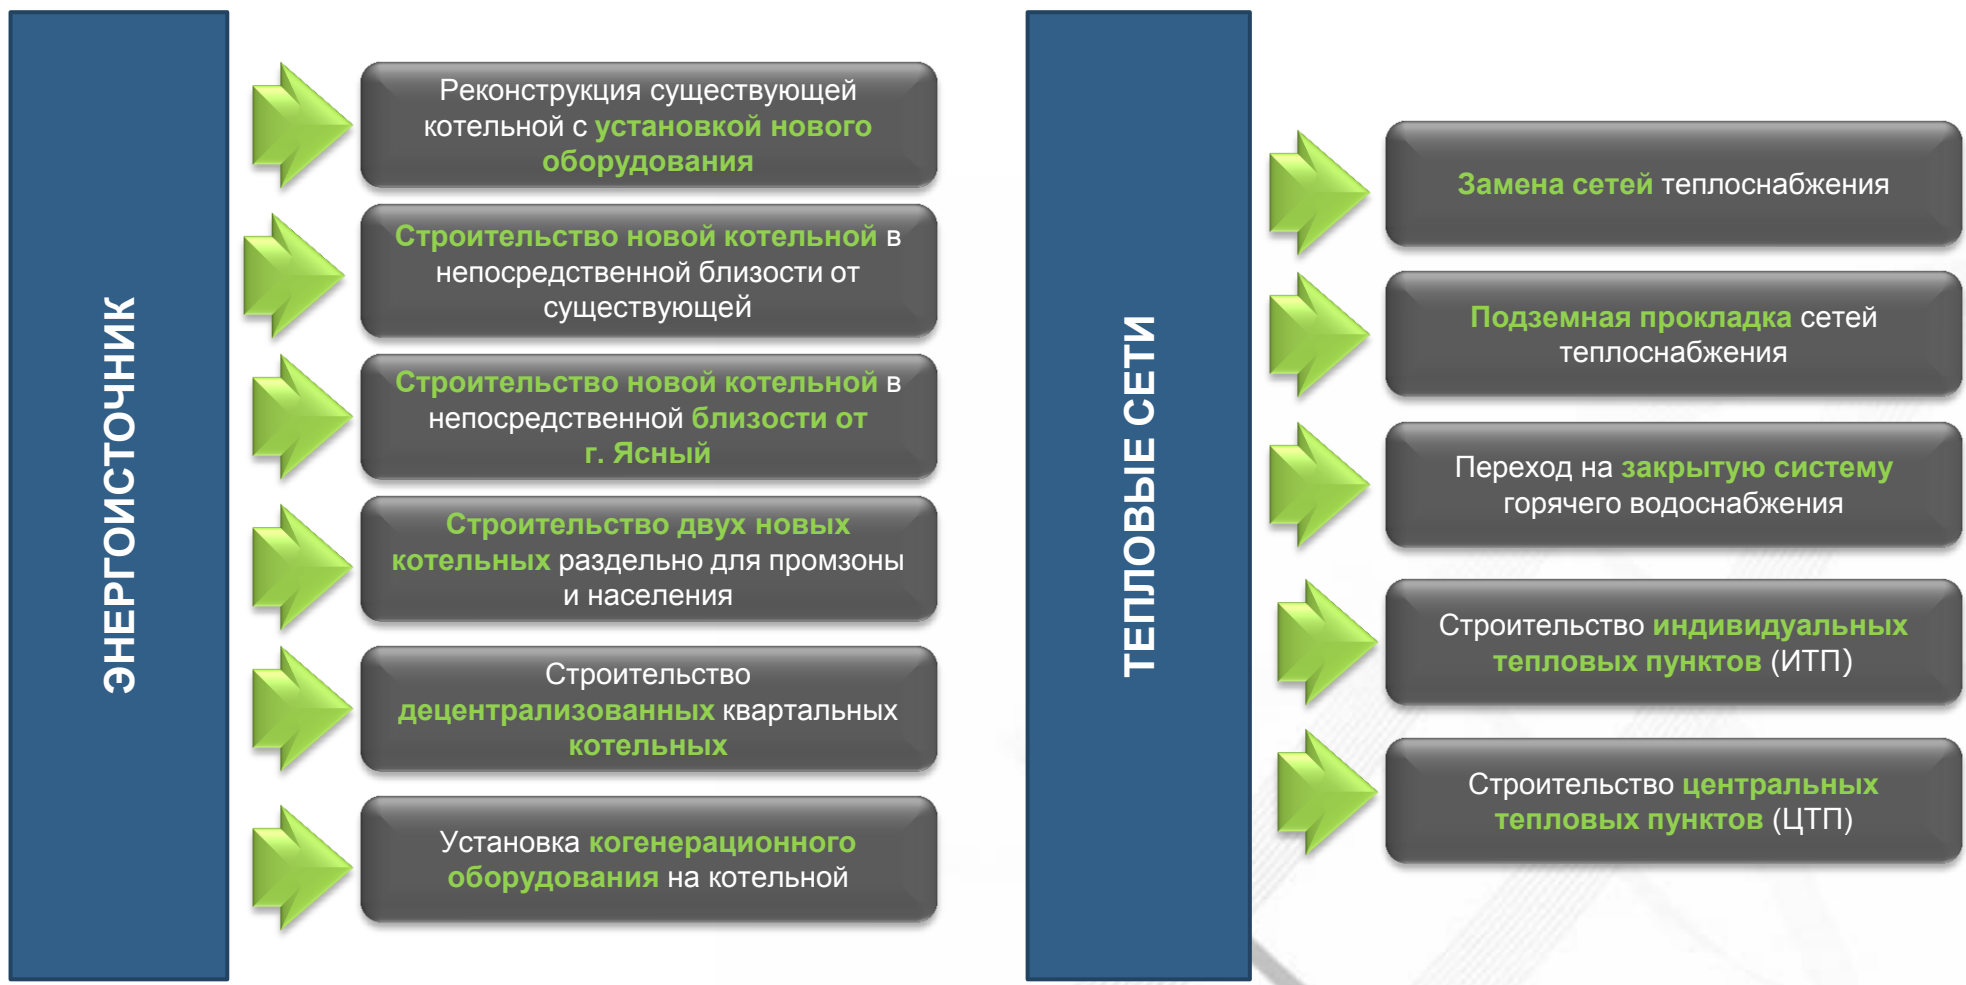 ЭНЕРГОИСТОЧНИК
Реконструкция существующей
котельной с установкой нового
оборудования
Строительство новой котельной в
непосредственной близости от
существующей
Строительство новой котельной в
непосредственной близости от
г. Ясный
Строительство двух новых
котельных раздельно для промзоны
и населения
Строительство
децентрализованных квартальных
котельных
Установка когенерационного
оборудования на котельной
ТЕПЛОВЫЕ СЕТИ
Замена сетей теплоснабжения
Подземная прокладка сетей
теплоснабжения
Переход на закрытую систему
горячего водоснабжения
Строительство индивидуальных
тепловых пунктов (ИТП)
Строительство центральных
тепловых пунктов (ЦТП)